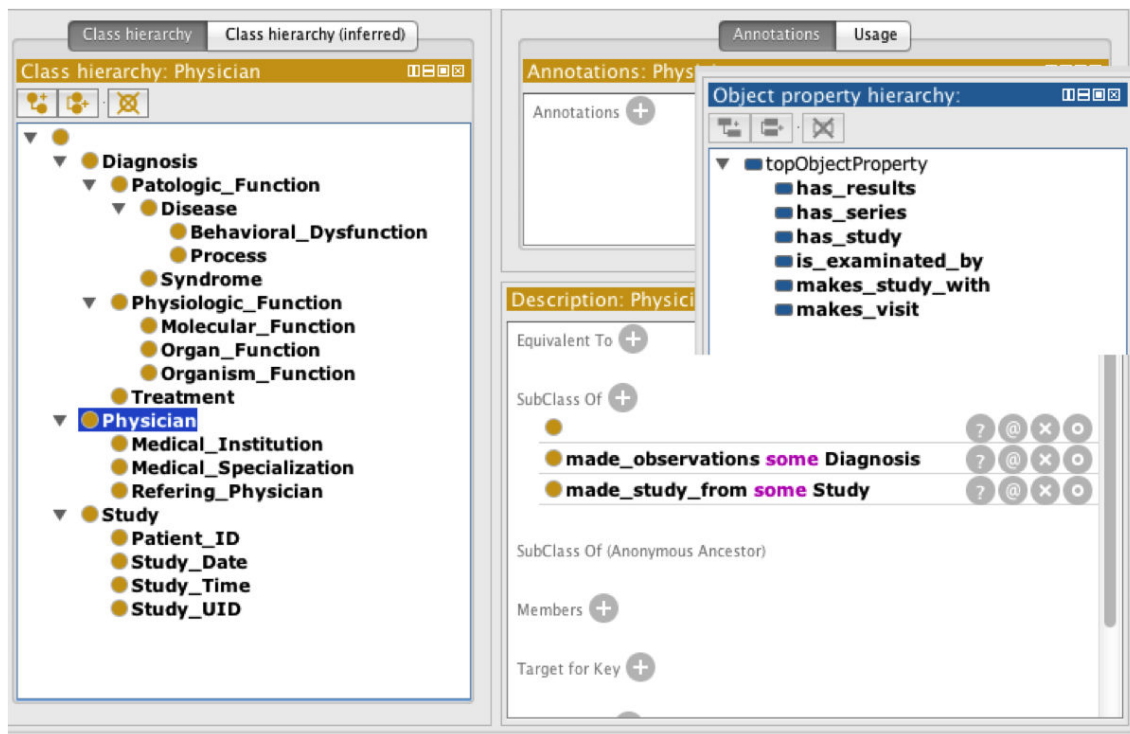 Class hierarchy Class hierarchy (inferred)
Class hierarchy: Physician
Diagnosis
Patologic_Function
Disease
Behavioral_Dysfunction
Process
Syndrome
Physiologic_Function
Molecular_Function
Organ_Function
Organism_Function
Treatment
Physician
Medical_Institution
Medical_Specialization
Refering_Physician
Study
Patient_ID
Study_Date
Study_Time
Study_UID
Annotations Usage
Annotations:
Annotations
Object property hierarchy:
topObjectProperty
has_results
has_series
has_study
is_examinated_by
makes_study_with
makes_visit
Description: Physici
Equivalent To
SubClass Of
? @
made_observations some Diagnosis ? @
made_study_from some Study ? @
SubClass Of (Anonymous Ancestor)
Members
Target for Key